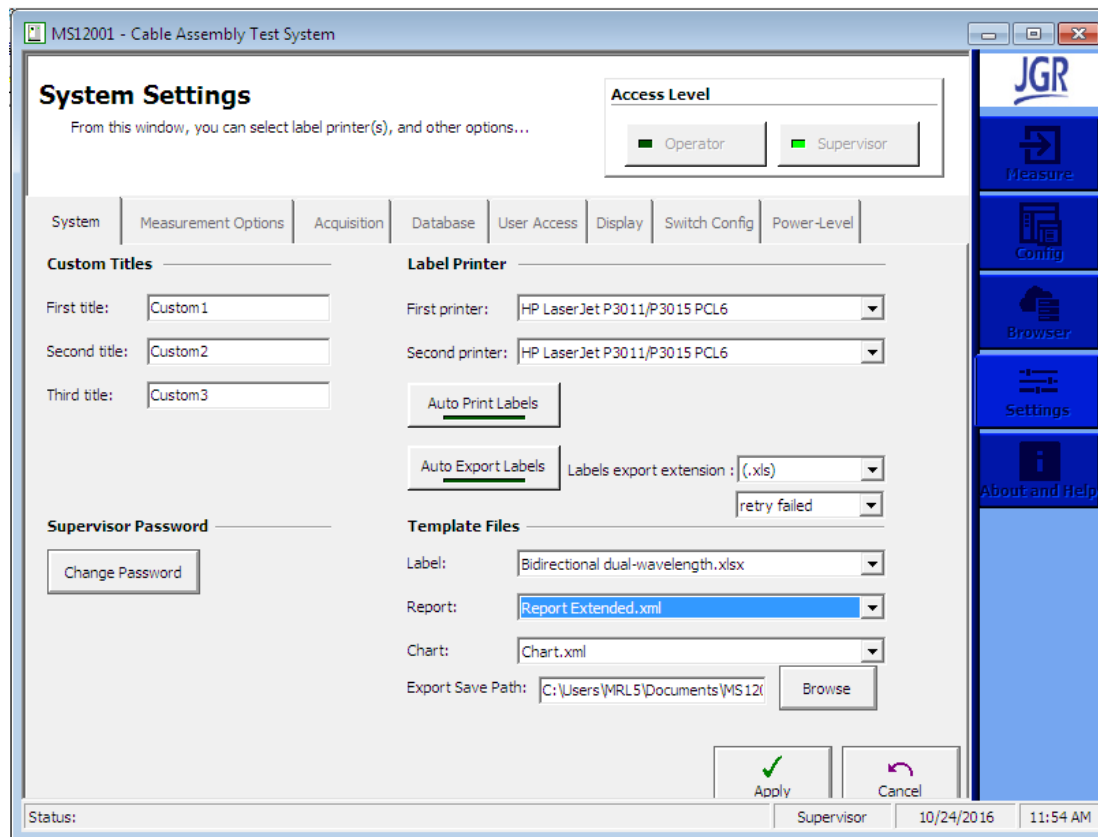 MS12001 - Cable Assembly Test System
System Settings
From this window, you can select label printer(s), and other options...
Access Level
Operator
Supervisor
JGR
Measure
Config
Browser
Settings
About and Help
System
Measurement Options
Acquisition
Database
User Access
Display
Switch Config
Power-Level
Custom Titles
First title:
Custom1
Second title:
Custom2
Third title:
Custom3
Label Printer
First printer:
HP LaserJet P3011/P3015 PCL6
Second printer:
HP LaserJet P3011/P3015 PCL6
Auto Print Labels
Auto Export Labels
Labels export extension :
(.xls)
retry failed
Supervisor Password
Change Password
Template Files
Label:
Bidirectional dual-wavelength.xlsx
Report:
Report Extended.xml
Chart:
Chart.xml
Export Save Path:
C:\Users\MRL5\Documents\MS120
Browse
Apply
Cancel
Status:
Supervisor
10/24/2016
11:54 AM